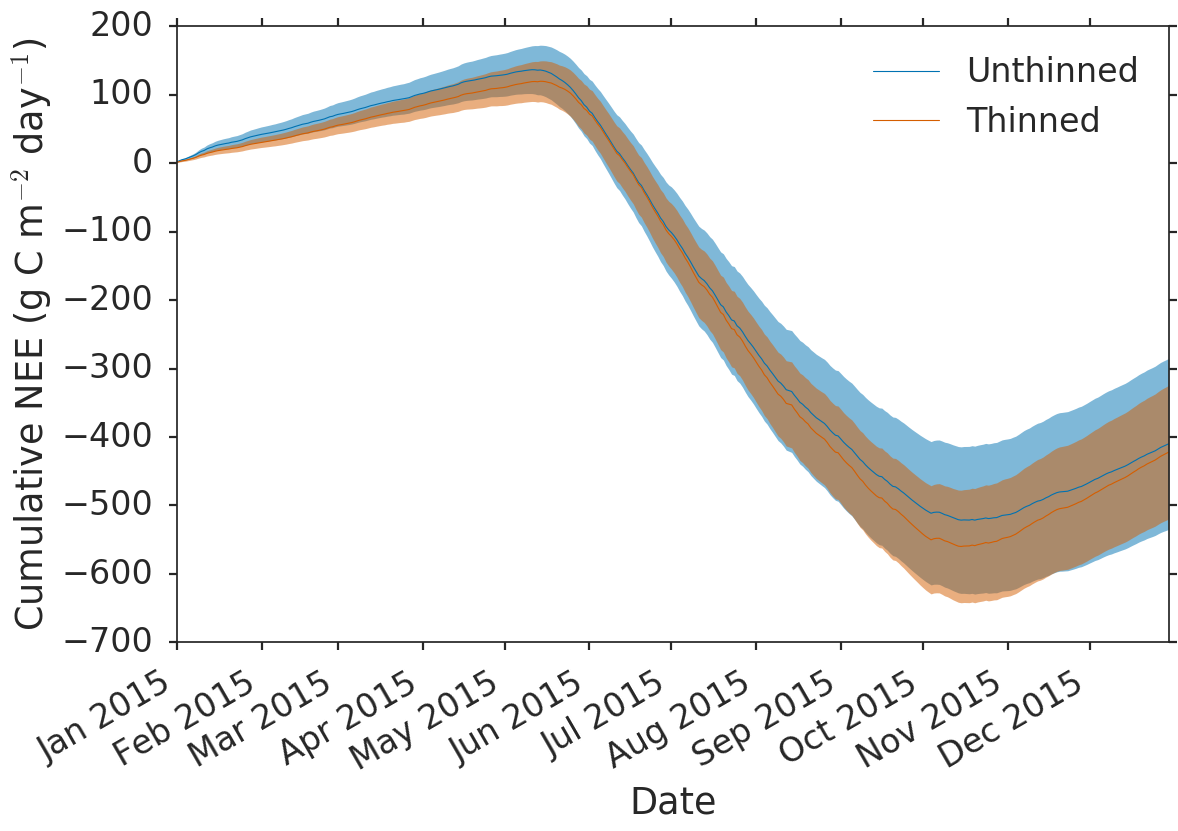 Cumulative NEE (g C m⁻² day⁻¹)
200
100
0
−100
−200
−300
−400
−500
−600
−700
Unthinned
Thinned
Jan 2015
Feb 2015
Mar 2015
Apr 2015
May 2015
Jun 2015
Jul 2015
Aug 2015
Sep 2015
Oct 2015
Nov 2015
Dec 2015
Date